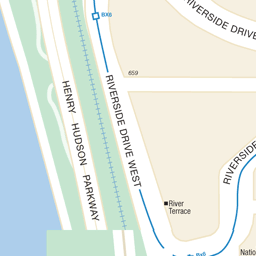 Bx6
RIVERSIDE DRIVE
659
HENRY HUDSON PARKWAY
RIVERSIDE DRIVE WEST
RIVERSIDE
River
Terrace
Bx6
Natio